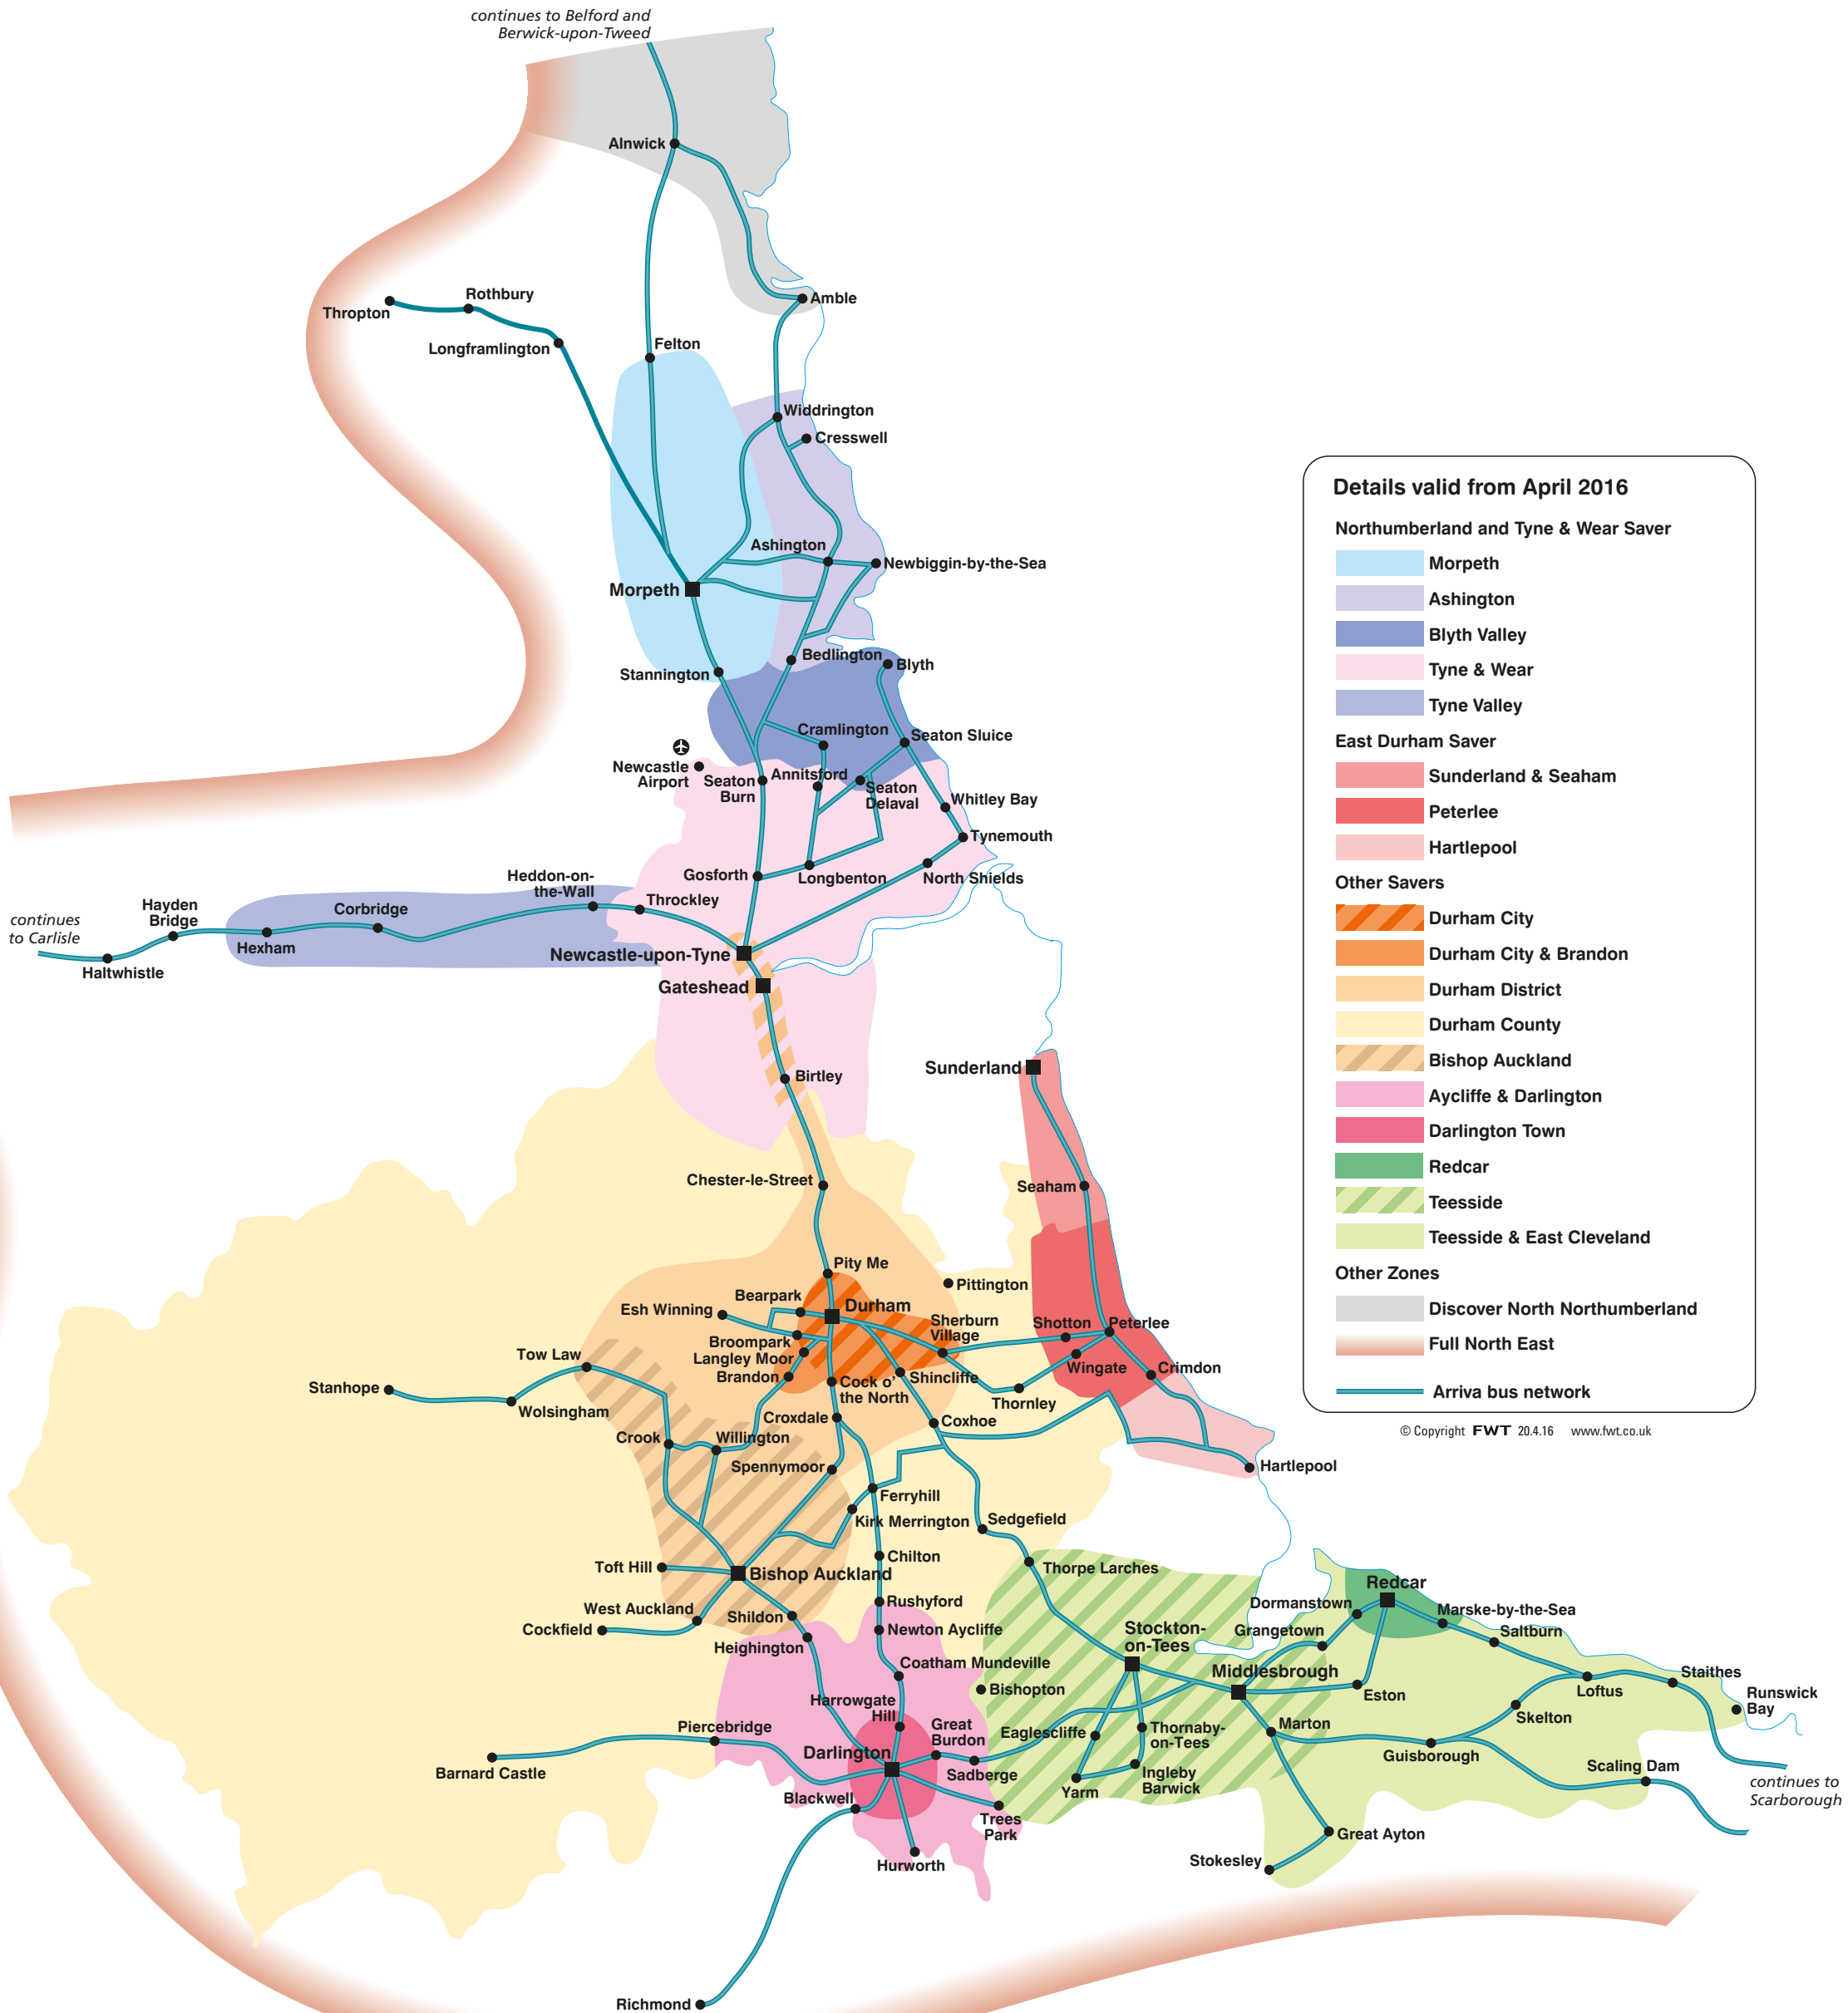 continues to Belford and
Berwick-upon-Tweed
Alnwick
Amble
Rothbury
Thropton
Longframlington
Felton
Widdrington
Cresswell
Ashington
Newbiggin-by-the-Sea
Morpeth
Bedlington
Blyth
Stannington
Cramlington
Seaton Sluice
Newcastle
Airport
Seaton
Burn
Annitsford
Seaton
Delaval
Whitley Bay
Tynemouth
Gosforth
Longbenton
North Shields
Heddon-on-
the-Wall
Throckley
Hayden
Bridge
Corbridge
continues
to Carlisle
Hexham
Haltwhistle
Newcastle-upon-Tyne
Gateshead
Birtley
Sunderland
Chester-le-Street
Seaham
Pity Me
Pittington
Bearpark
Esh Winning
Durham
Sherburn
Village
Shotton
Peterlee
Broompark
Langley Moor
Brandon
Tow Law
Stanhope
Wolsingham
Cock o'
the North
Shincliffe
Wingate
Crimdon
Thornley
Croxdale
Coxhoe
Crook
Willington
Spennymoor
Hartlepool
Ferryhill
Kirk Merrington
Sedgefield
Chilton
Thorpe Larches
Toft Hill
Bishop Auckland
Rushyford
West Auckland
Cockfield
Shildon
Heighington
Newton Aycliffe
Coatham Mundeville
Bishopton
Stockton-
on-Tees
Redcar
Dormanstown
Grangetown
Marske-by-the-Sea
Saltburn
Middlesbrough
Eston
Loftus
Staithes
Runswick
Bay
Skelton
Harrowgate
Hill
Great
Burdon
Piercebridge
Darlington
Sadberge
Barnard Castle
Eaglescliffe
Thornaby-
on-Tees
Marton
Guisborough
Scaling Dam
Yarm
Ingleby
Barwick
continues to
Scarborough
Blackwell
Trees
Park
Hurworth
Great Ayton
Stokesley
Richmond
Details valid from April 2016
Northumberland and Tyne & Wear Saver
Morpeth
Ashington
Blyth Valley
Tyne & Wear
Tyne Valley
East Durham Saver
Sunderland & Seaham
Peterlee
Hartlepool
Other Savers
Durham City
Durham City & Brandon
Durham District
Durham County
Bishop Auckland
Aycliffe & Darlington
Darlington Town
Redcar
Teesside
Teesside & East Cleveland
Other Zones
Discover North Northumberland
Full North East
Arriva bus network
© Copyright FWT 20.4.16 www.fwt.co.uk